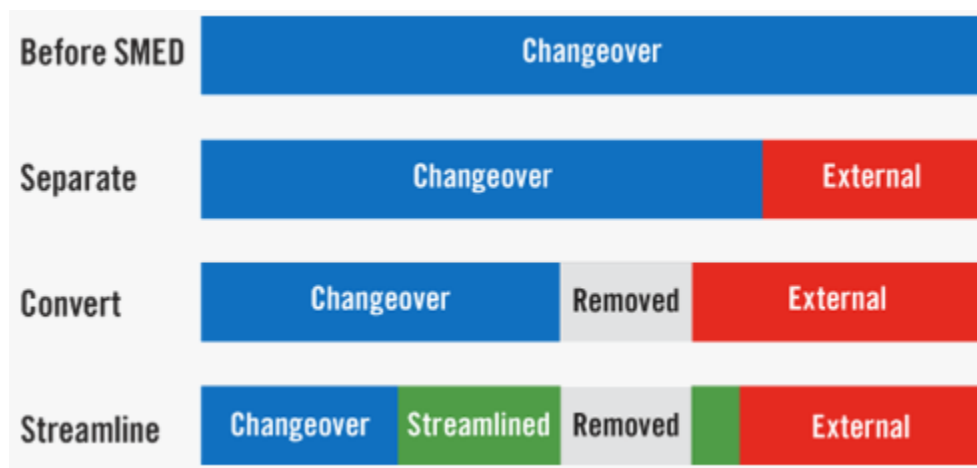 Before SMED Changeover
Separate Changeover External
Convert Changeover Removed External
Streamline Changeover Streamlined Removed External